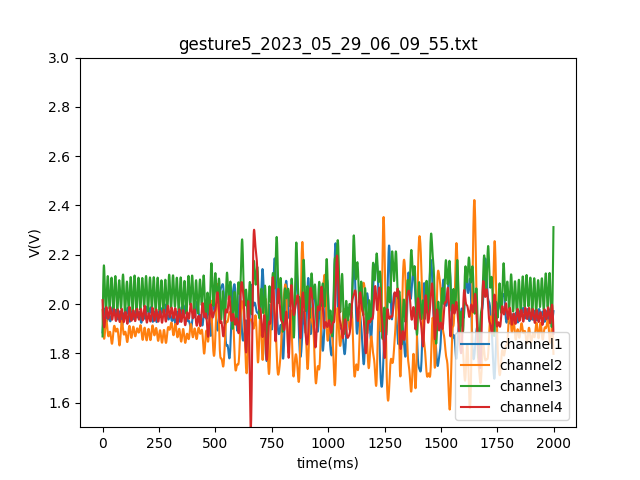 gesture5_2023_05_29_06_09_55.txt
3.0
2.8
2.6
2.4
2.2
2.0
1.8
1.6
V(V)
0 250 500 750 1000 1250 1500 1750 2000
time(ms)
channel1
channel2
channel3
channel4